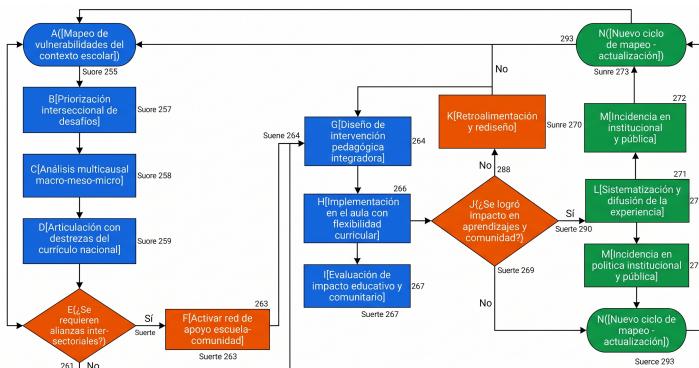 A([Mapeo de
vulnerabilidades del
contexto escolar])
Suore 255
B[Priorización
interseccional de
desafíos]
Suore 257
C[Análisis multicausal
macro-meso-micro]
Suore 258
D[Articulación con
destrezas del
currículo nacional]
Suore 259
E{¿Se
requieren
alianzas inter-
sectoriales?}
261
No
Sí
Suerte
263
F[Activar red de
apoyo escuela-
comunidad]
Suerte 263
Suene 264
G[Diseño de
intervención
pedagógica
integradora]
264
266
H[Implementación
en el aula con
flexibilidad
curricular]
I[Evaluación de
impacto educativo y
comunitario]
267
Suerte 267
No
K[Retroalimentación
y rediseño]
Sunre 270
No
288
J{¿Se logró
impacto en
aprendizajes y
comunidad?}
Suerte 269
Sí
Suerte 290
No
293
N([Nuevo ciclo
de mapeo -
actualización])
Sunre 273
272
M[Incidencia en
institucional
y pública]
271
L[Sistematización y
difusión de la
experiencia]
27
M[Incidencia en
politica institucional
y pública]
27
N([Nuevo ciclo de
mapeo -
actualización])
Suerce 293